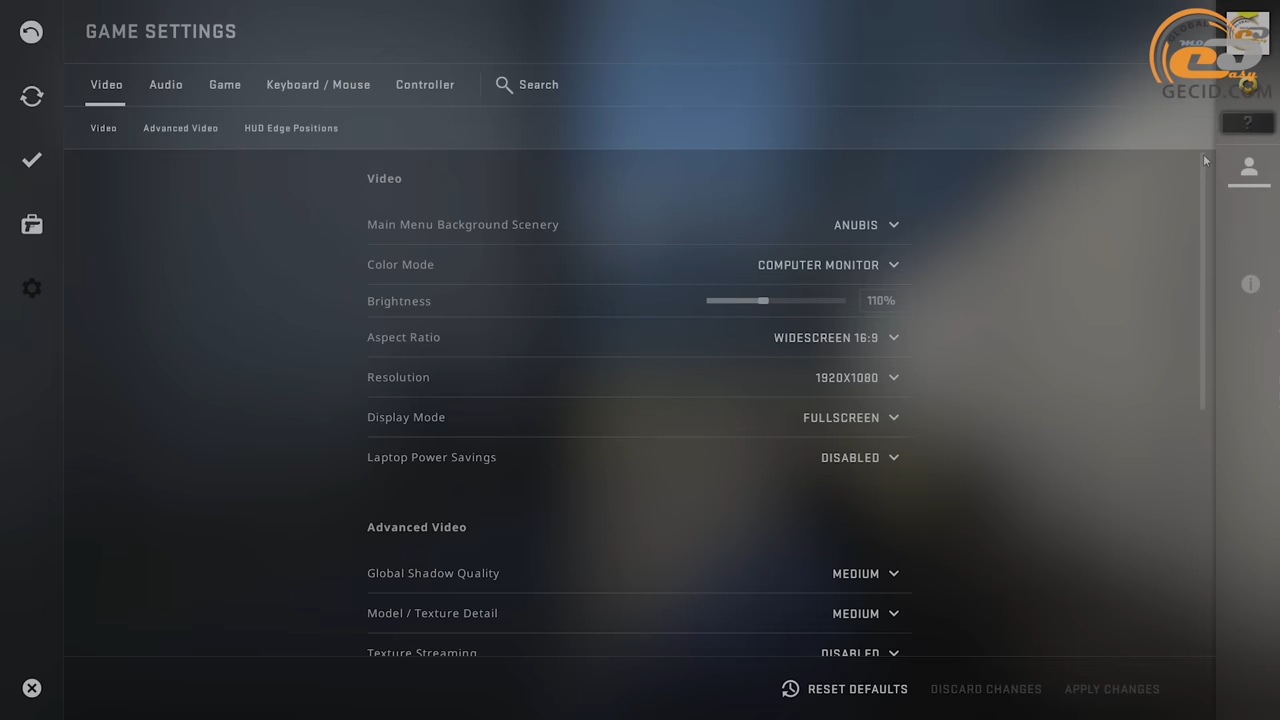 GAME SETTINGS
GLOBAL
easy
GECID.COM
Video Audio Game Keyboard / Mouse Controller Search
?
Video Advanced Video HUD Edge Positions
Video
Main Menu Background Scenery ANUBIS
Color Mode COMPUTER MONITOR
Brightness 110%
Aspect Ratio WIDESCREEN 16:9
Resolution 1920X1080
Display Mode FULLSCREEN
Laptop Power Savings DISABLED
Advanced Video
Global Shadow Quality MEDIUM
Model / Texture Detail MEDIUM
Texture Streaming DISABLED
RESET DEFAULTS DISCARD CHANGES APPLY CHANGES